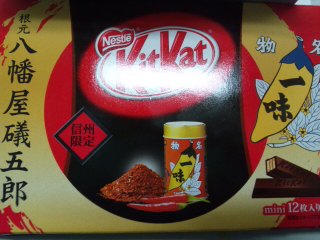 根元
八幡屋礒五郎
Nestlé
KitKat
信州
限定
名
物
一味
名
物
一味
mini 12枚入り